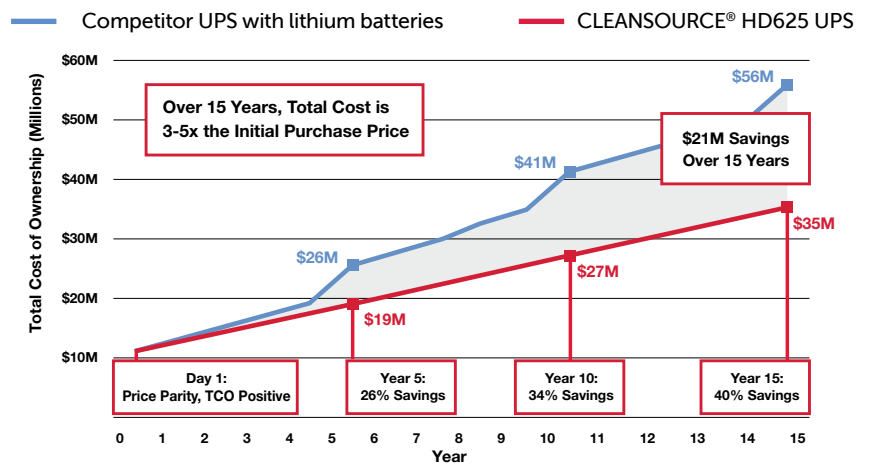 Competitor UPS with lithium batteries
CLEANSOURCE® HD625 UPS
Total Cost of Ownership (Millions)
$60M
$50M
$40M
$30M
$20M
$10M
Over 15 Years, Total Cost is
3-5x the Initial Purchase Price
$56M
$21M Savings
Over 15 Years
$41M
$26M
$35M
$27M
$19M
Day 1:
Price Parity, TCO Positive
Year 5:
26% Savings
Year 10:
34% Savings
Year 15:
40% Savings
0 1 2 3 4 5 6 7 8 9 10 11 12 13 14 15
Year